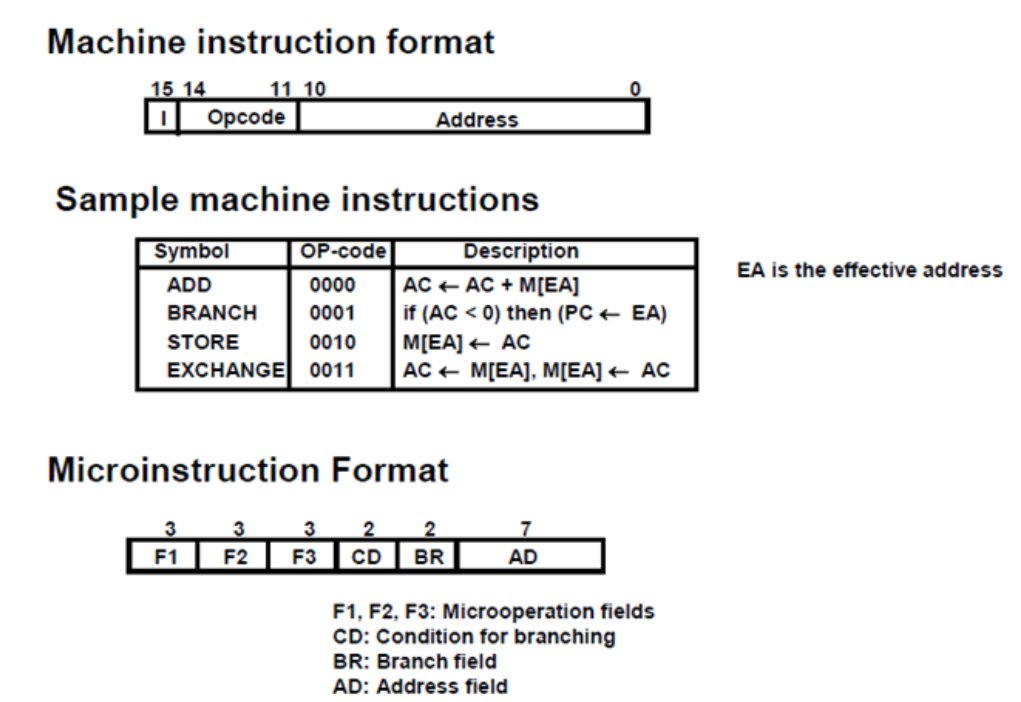 Machine instruction format
15 14 11 10 0
I Opcode Address
Sample machine instructions
Symbol OP-code Description
ADD 0000 AC ← AC + M[EA]
BRANCH 0001 if (AC < 0) then (PC ← EA)
STORE 0010 M[EA] ← AC
EXCHANGE 0011 AC ← M[EA], M[EA] ← AC
EA is the effective address
Microinstruction Format
3 3 3 2 2 7
F1 F2 F3 CD BR AD
F1, F2, F3: Microoperation fields
CD: Condition for branching
BR: Branch field
AD: Address field